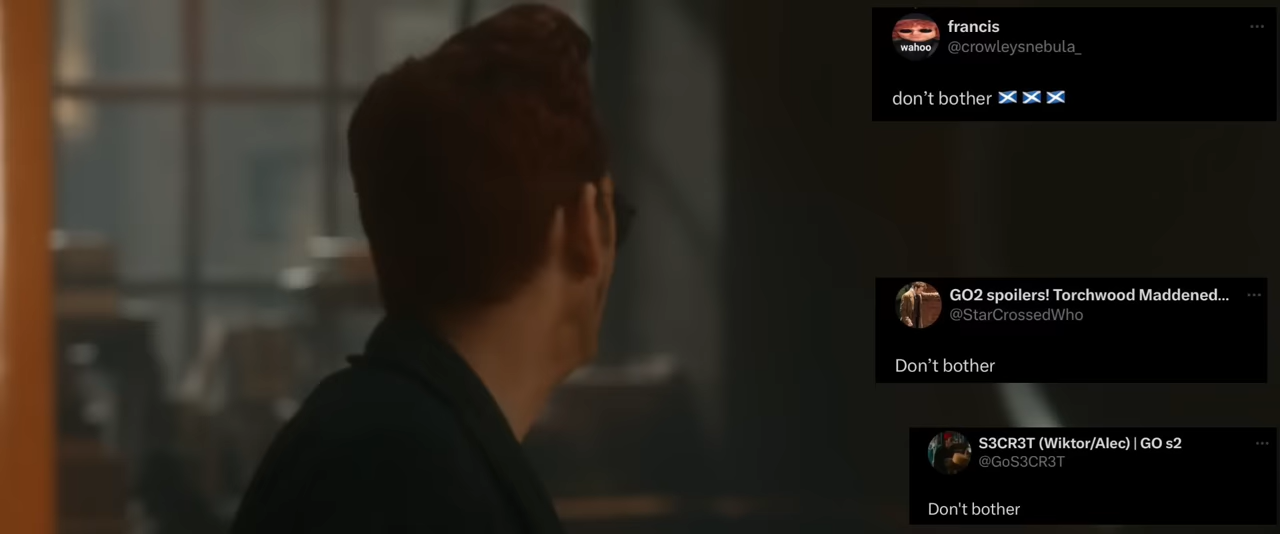 francis
@crowleysnebula_
wahoo
don’t bother 🏴󠁧󠁢󠁳󠁣󠁴󠁿🏴󠁧󠁢󠁳󠁣󠁴󠁿🏴󠁧󠁢󠁳󠁣󠁴󠁿
GO2 spoilers! Torchwood Maddened...
@StarCrossedWho
Don’t bother
S3CR3T (Wiktor/Alec) | GO s2
@GoS3CR3T
Don't bother